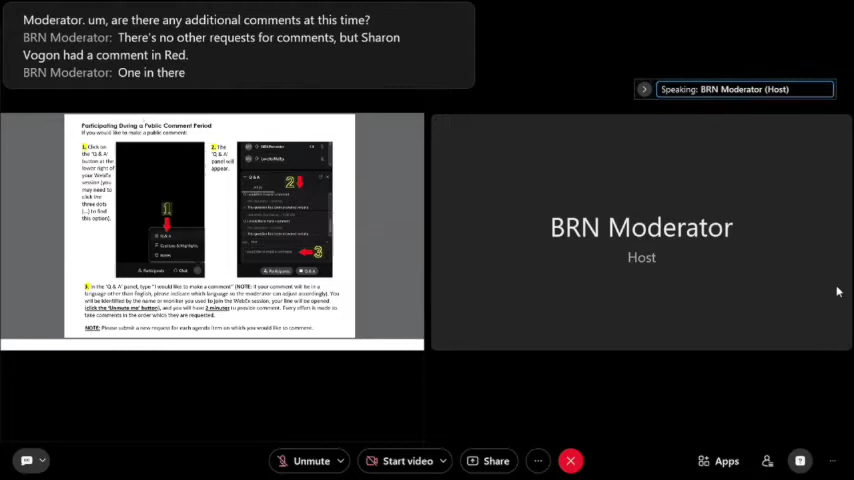 Moderator. um, are there any additional comments at this time?
BRN Moderator: There's no other requests for comments, but Sharon
Vogon had a comment in Red.
BRN Moderator: One in there
Speaking: BRN Moderator (Host)
Participating During a Public Comment Period
If you would like to make a public comment:
1. Click on
the 'Q & A'
button at the
lower right of
your WebEx
session (you
may need to
click the
three dots
(...) to find
this option).
1
Q & A
Participants
Chat
2. The
'Q & A'
panel will
appear.
Q & A
2
3
Participants
Q & A
3. In the 'Q & A' panel, type "I would like to make a comment" (NOTE: if your comment will be in a
language other than English, please indicate which language so the moderator can adjust accordingly). You
will be identified by the name or moniker you used to join the WebEx session, your line will be opened
(click the 'Unmute me' button), and you will have 2 minutes to provide comment. Every effort is made to
take comments in the order which they are requested.
NOTE: Please submit a new request for each agenda item on which you would like to comment.
BRN Moderator
Host
Unmute
Start video
Share
Apps